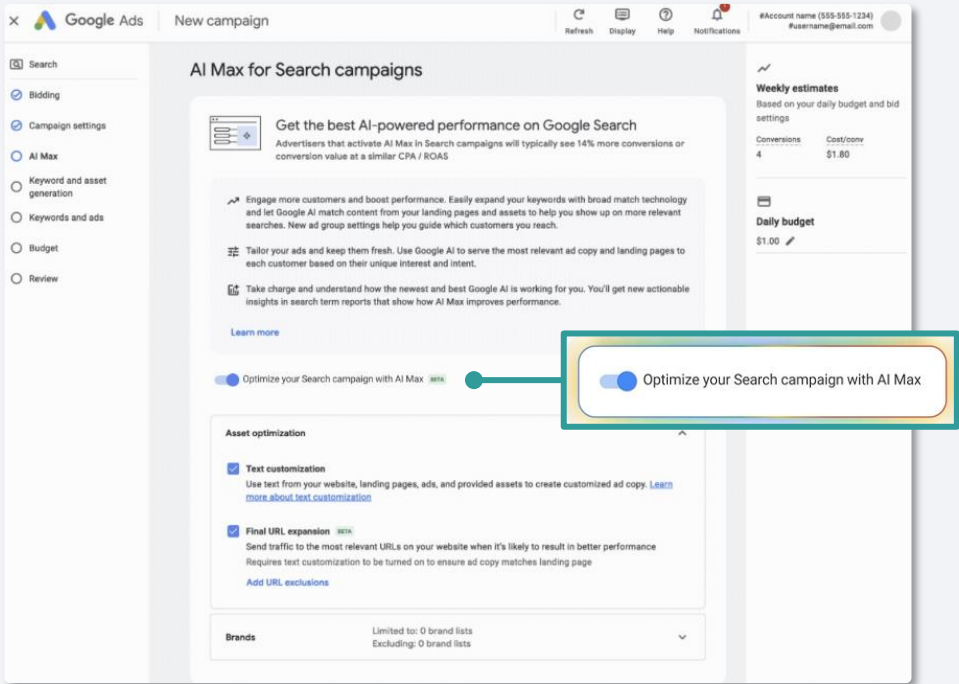 Google Ads
New campaign
Refresh
Display
Help
Notifications
#Account name (555-555-1234)
#username@email.com
Search
Bidding
Campaign settings
AI Max
Keyword and asset
generation
Keywords and ads
Budget
Review
AI Max for Search campaigns
Get the best AI-powered performance on Google Search
Advertisers that activate AI Max in Search campaigns will typically see 14% more conversions or
conversion value at a similar CPA / ROAS
Engage more customers and boost performance. Easily expand your keywords with broad match technology
and let Google AI match content from your landing pages and assets to help you show up on more relevant
searches. New ad group settings help you guide which customers you reach.
Tailor your ads and keep them fresh. Use Google AI to serve the most relevant ad copy and landing pages to
each customer based on their unique interest and intent.
Take charge and understand how the newest and best Google AI is working for you. You'll get new actionable
insights in search term reports that show how AI Max improves performance.
Learn more
Optimize your Search campaign with AI Max BETA
Optimize your Search campaign with AI Max
Asset optimization
Text customization
Use text from your website, landing pages, ads, and provided assets to create customized ad copy. Learn
more about text customization
Final URL expansion BETA
Send traffic to the most relevant URLs on your website when it's likely to result in better performance
Requires text customization to be turned on to ensure ad copy matches landing page
Add URL exclusions
Brands
Limited to: 0 brand lists
Excluding: 0 brand lists
Weekly estimates
Based on your daily budget and bid
settings
Conversions Cost/conv
4 $1.80
Daily budget
$1.00